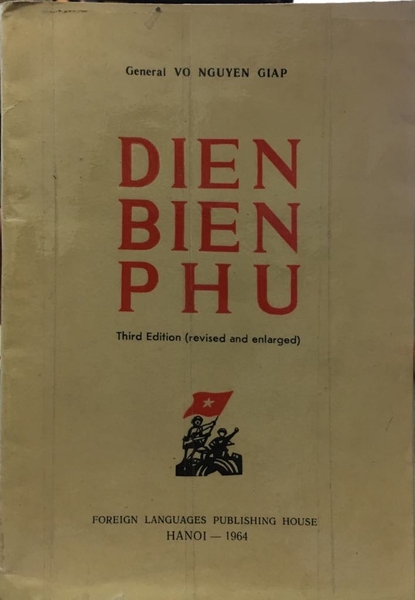 General VO NGUYEN GIAP
DIEN
BIEN
PHU
Third Edition (revised and enlarged)
FOREIGN LANGUAGES PUBLISHING HOUSE
HANOI — 1964